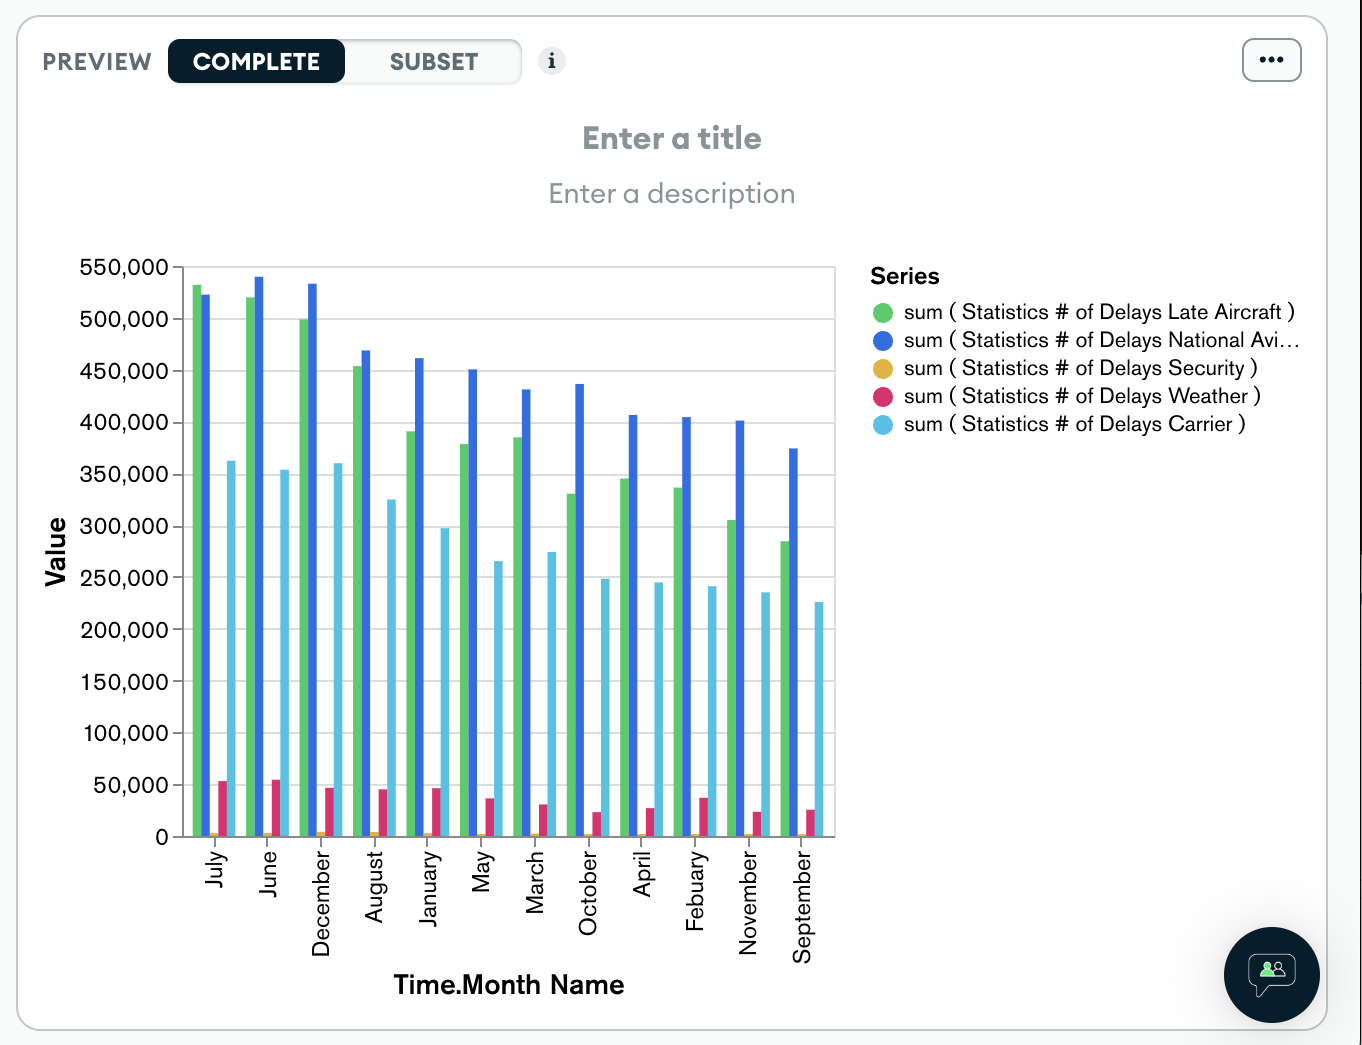 PREVIEW COMPLETE SUBSET i
Enter a title
Enter a description
550,000
500,000
450,000
400,000
350,000
300,000
250,000
200,000
150,000
100,000
50,000
0
Value
July
June
December
August
January
May
March
October
April
Febuary
November
September
Time.Month Name
Series
sum ( Statistics # of Delays Late Aircraft )
sum ( Statistics # of Delays National Avi…
sum ( Statistics # of Delays Security )
sum ( Statistics # of Delays Weather )
sum ( Statistics # of Delays Carrier )